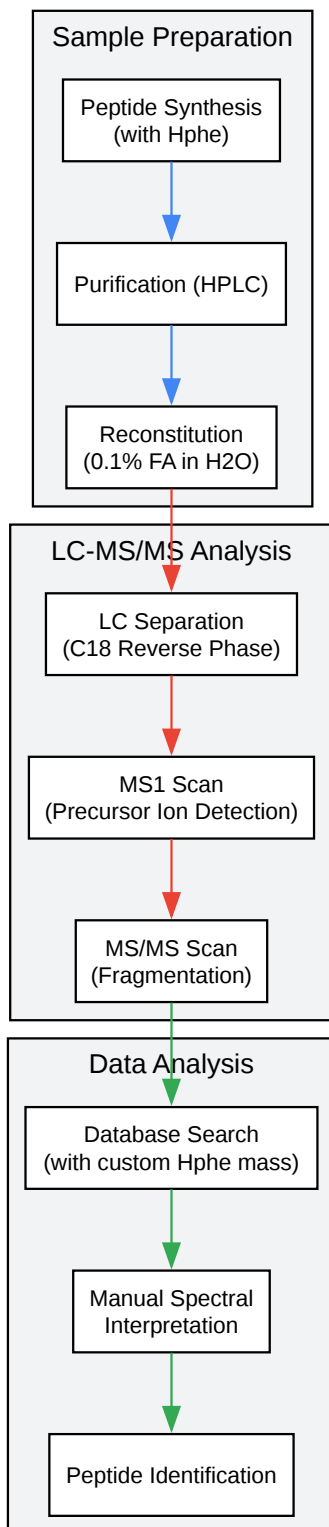 Sample Preparation
Peptide Synthesis
(with Hphe)
Purification (HPLC)
Reconstitution
(0.1% FA in H2O)
LC-MS/MS Analysis
LC Separation
(C18 Reverse Phase)
MS1 Scan
(Precursor Ion Detection)
MS/MS Scan
(Fragmentation)
Data Analysis
Database Search
(with custom Hphe mass)
Manual Spectral
Interpretation
Peptide Identification